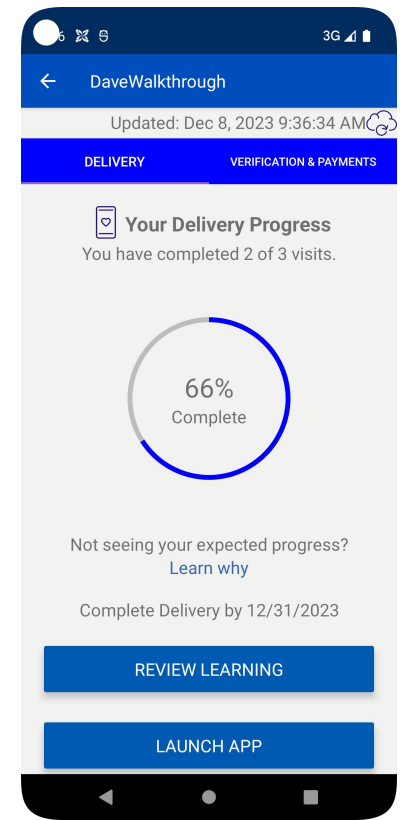 6 3G
DaveWalkthrough
Updated: Dec 8, 2023 9:36:34 AM
DELIVERY VERIFICATION & PAYMENTS
Your Delivery Progress
You have completed 2 of 3 visits.
66%
Complete
Not seeing your expected progress?
Learn why
Complete Delivery by 12/31/2023
REVIEW LEARNING
LAUNCH APP